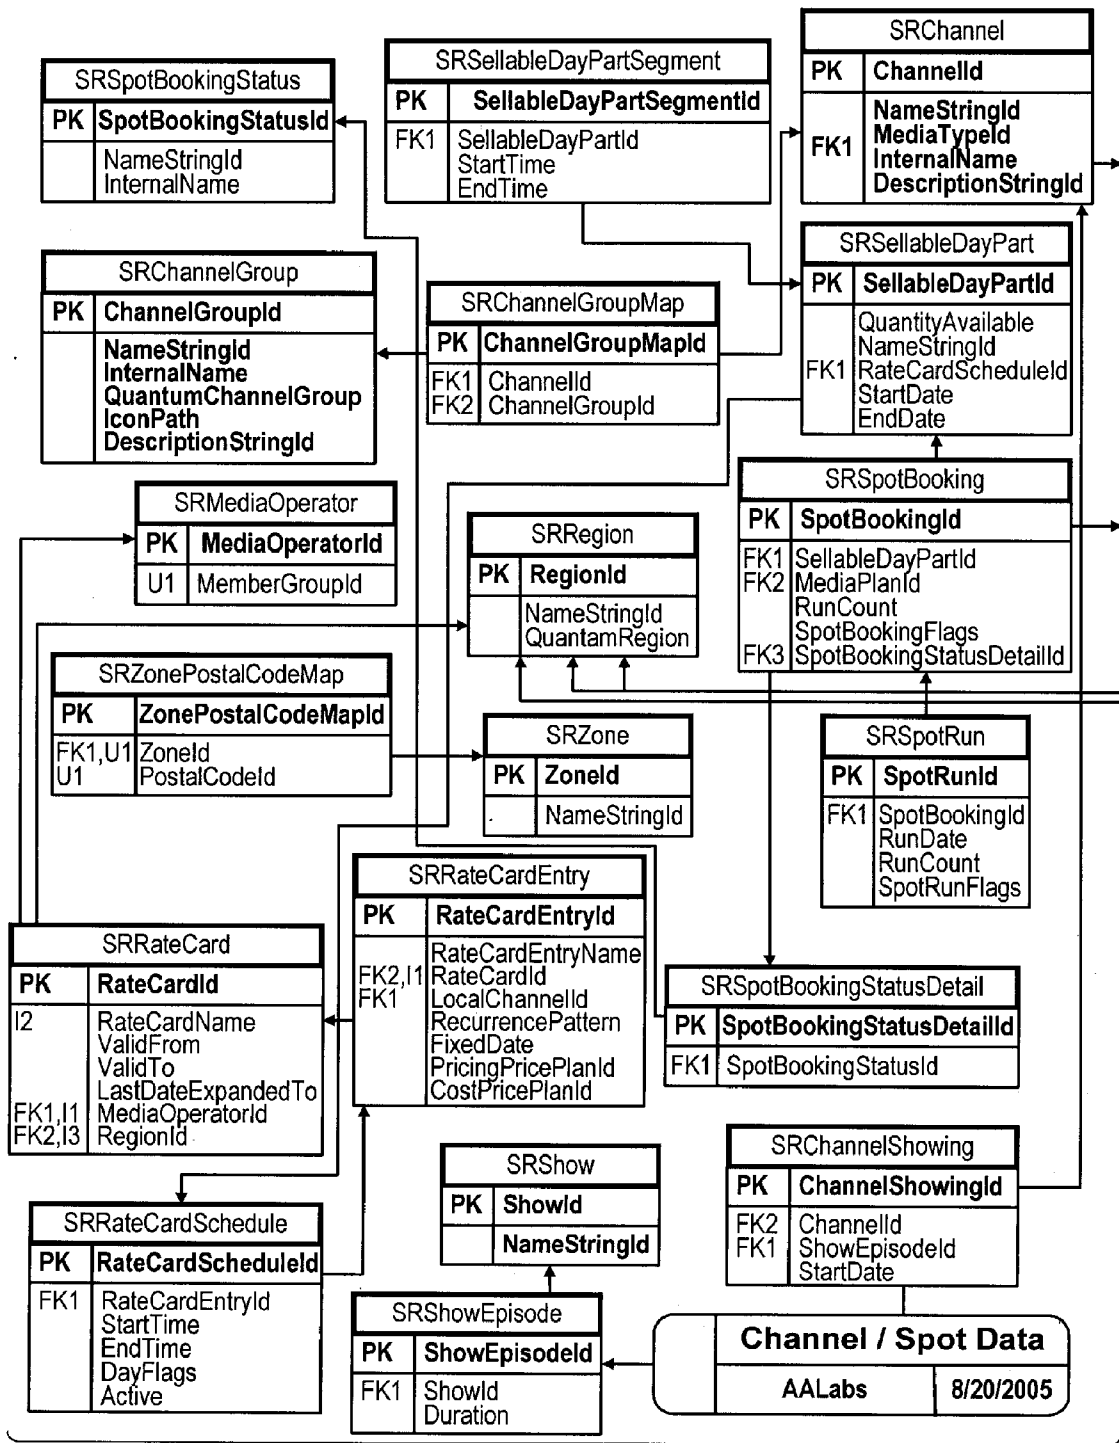 SRSpotBookingStatus
PK SpotBookingStatusId
NameStringId
InternalName
SRSellableDayPartSegment
PK SellableDayPartSegmentId
FK1 SellableDayPartId
StartTime
EndTime
SRChannel
PK ChannelId
NameStringId
FK1 MediaTypeId
InternalName
DescriptionStringId
SRChannelGroup
PK ChannelGroupId
NameStringId
InternalName
QuantumChannelGroup
IconPath
DescriptionStringId
SRChannelGroupMap
PK ChannelGroupMapId
FK1 ChannelId
FK2 ChannelGroupId
SRSellableDayPart
PK SellableDayPartId
QuantityAvailable
NameStringId
FK1 RateCardScheduleId
StartDate
EndDate
SRMediaOperator
PK MediaOperatorId
U1 MemberGroupId
SRRegion
PK RegionId
NameStringId
QuantamRegion
SRSpotBooking
PK SpotBookingId
FK1 SellableDayPartId
FK2 MediaPlanId
RunCount
SpotBookingFlags
FK3 SpotBookingStatusDetailId
SRZonePostalCodeMap
PK ZonePostalCodeMapId
FK1,U1 ZoneId
U1 PostalCodeId
SRZone
PK ZoneId
NameStringId
SRSpotRun
PK SpotRunId
FK1 SpotBookingId
RunDate
RunCount
SpotRunFlags
SRRateCardEntry
PK RateCardEntryId
RateCardEntryName
FK2,I1 RateCardId
FK1 LocalChannelId
RecurrencePattern
FixedDate
PricingPricePlanId
CostPricePlanId
SRRateCard
PK RateCardId
I2 RateCardName
ValidFrom
ValidTo
LastDateExpandedTo
FK1,I1 MediaOperatorId
FK2,I3 RegionId
SRSpotBookingStatusDetail
PK SpotBookingStatusDetailId
FK1 SpotBookingStatusId
SRRateCardSchedule
PK RateCardScheduleId
FK1 RateCardEntryId
StartTime
EndTime
DayFlags
Active
SRShow
PK ShowId
NameStringId
SRChannelShowing
PK ChannelShowingId
FK2 ChannelId
FK1 ShowEpisodeId
StartDate
SRShowEpisode
PK ShowEpisodeId
FK1 ShowId
Duration
Channel / Spot Data
AALabs 8/20/2005